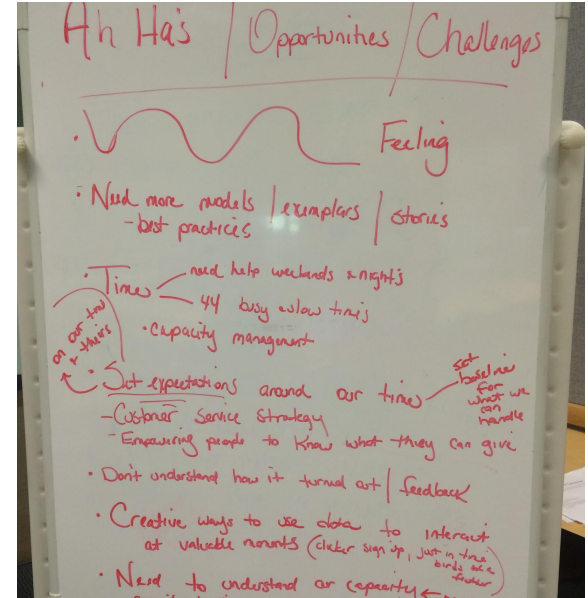 Ah Ha's | Opportunities / Challenges
• Feeling
• Need more models | exemplars | stories
- best practices
• Time
need help weekends & nights
44 busy & slow times
• Capacity management
on our time & theirs
• Set expectations around our time
set baseline for what we can handle
- Customer Service Strategy
- Empowering people to know what they can give
• Don't understand how it turned out | feedback
• Creative ways to use data to interact
at valuable moments (clicker sign up, just in time
• Need to understand our capacity